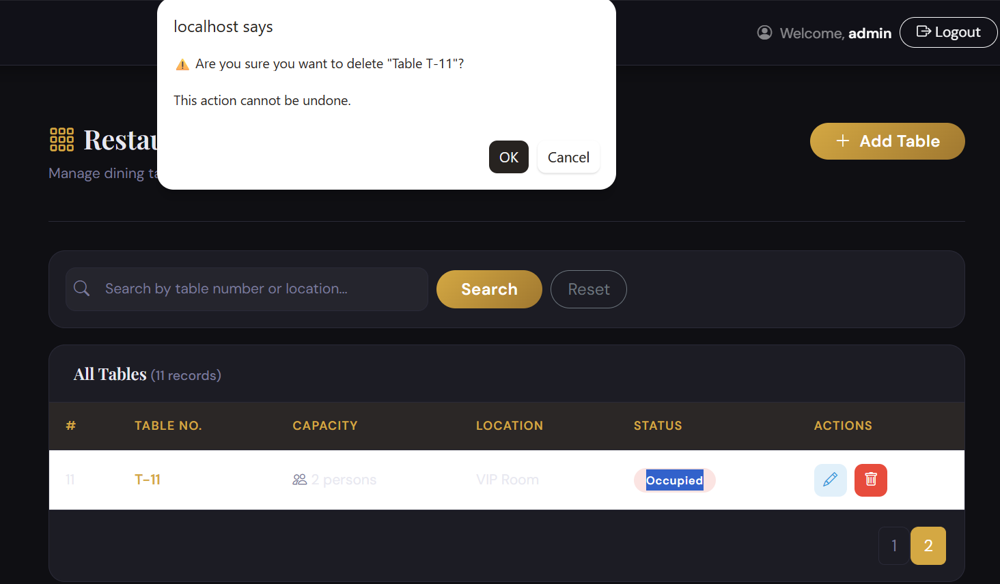 localhost says
⚠️ Are you sure you want to delete "Table T-11"?
This action cannot be undone.
OK
Cancel
Welcome, admin
Logout
Restau
Manage dining ta
+ Add Table
Search by table number or location...
Search
Reset
All Tables (11 records)
# TABLE NO. CAPACITY LOCATION STATUS ACTIONS
11 T-11 2 persons VIP Room Occupied
1 2